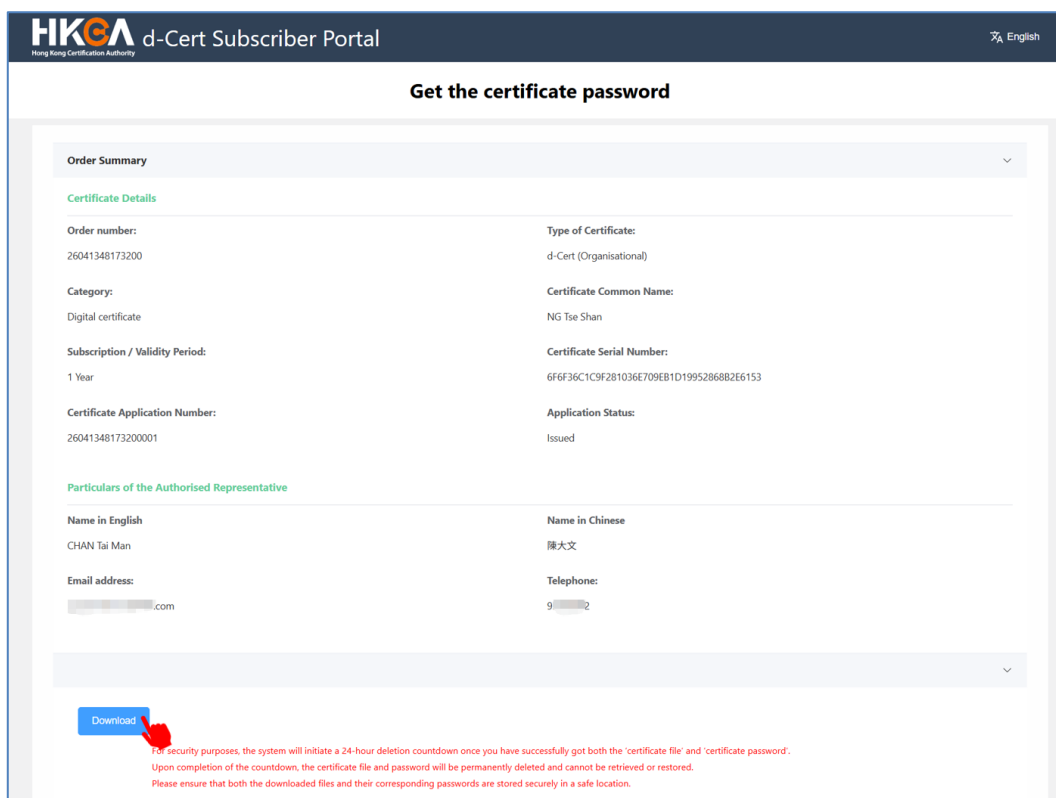 HKCA d-Cert Subscriber Portal
Hong Kong Certification Authority
English
Get the certificate password
Order Summary
Certificate Details
Order number:
Type of Certificate:
26041348173200
d-Cert (Organisational)
Category:
Certificate Common Name:
Digital certificate
NG Tse Shan
Subscription / Validity Period:
Certificate Serial Number:
1 Year
6F6F36C1C9F281036E709EB1D19952868B2E6153
Certificate Application Number:
Application Status:
26041348173200001
Issued
Particulars of the Authorised Representative
Name in English
Name in Chinese
CHAN Tai Man
陳大文
Email address:
Telephone:
.com
9 2
Download
For security purposes, the system will initiate a 24-hour deletion countdown once you have successfully got both the 'certificate file' and 'certificate password'.
Upon completion of the countdown, the certificate file and password will be permanently deleted and cannot be retrieved or restored.
Please ensure that both the downloaded files and their corresponding passwords are stored securely in a safe location.